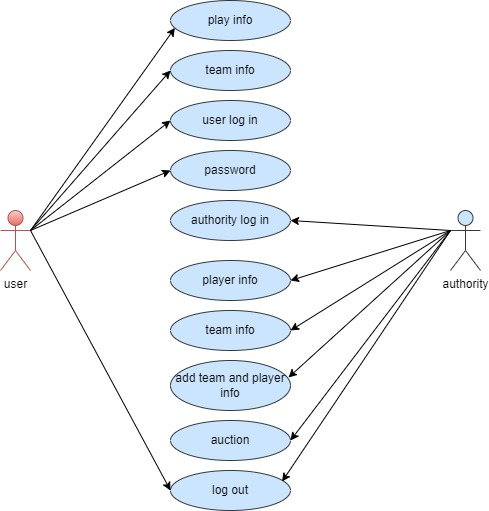 play info
team info
user log in
password
authority log in
user
authority
player info
team info
add team and player
info
auction
log out